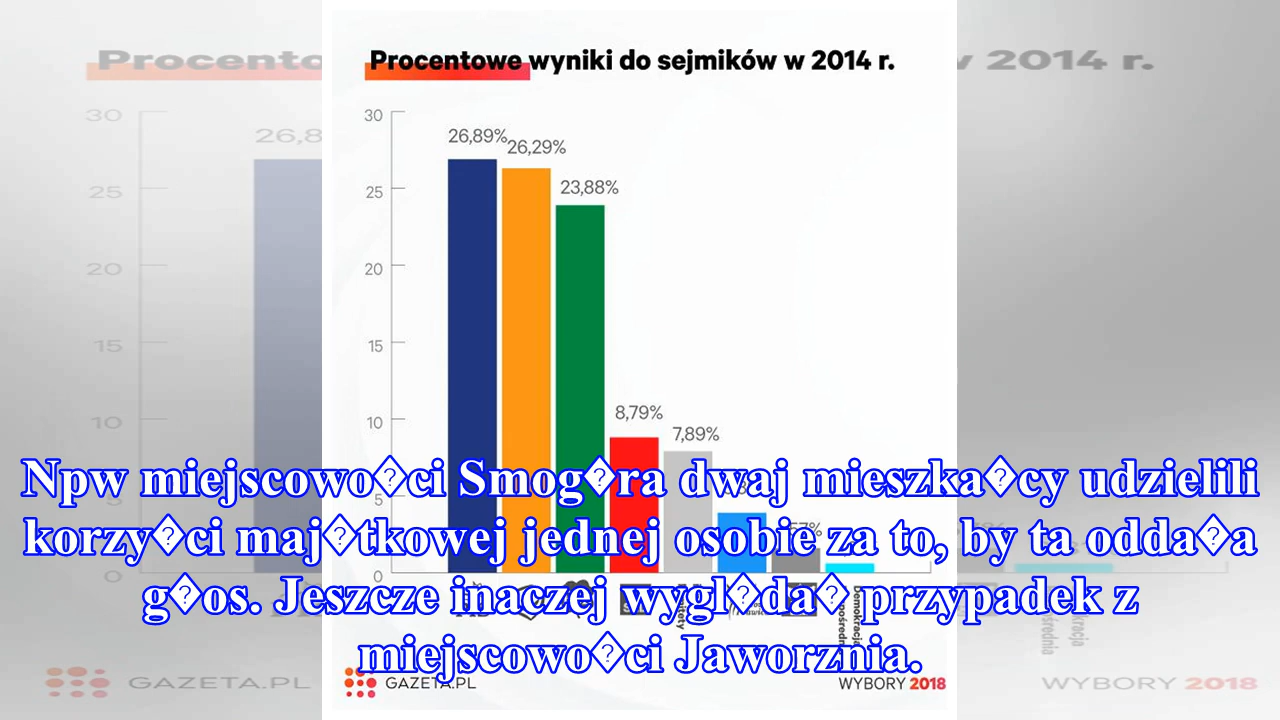 Procentowe wyniki do sejmików w 2014 r.
30
26,89%
26,29%
23,88%
25
20
15
10
8,79%
7,89%
5
0
Npw miejscowo�ci Smog�ra dwaj mieszka�cy udzielili
korzy�ci maj�tkowej jednej osobie za to, by ta odda�a
g�os. Jeszcze inaczej wygl�da� przypadek z
miejscowo�ci Jaworznia.
GAZETA.PL
WYBORY 2018